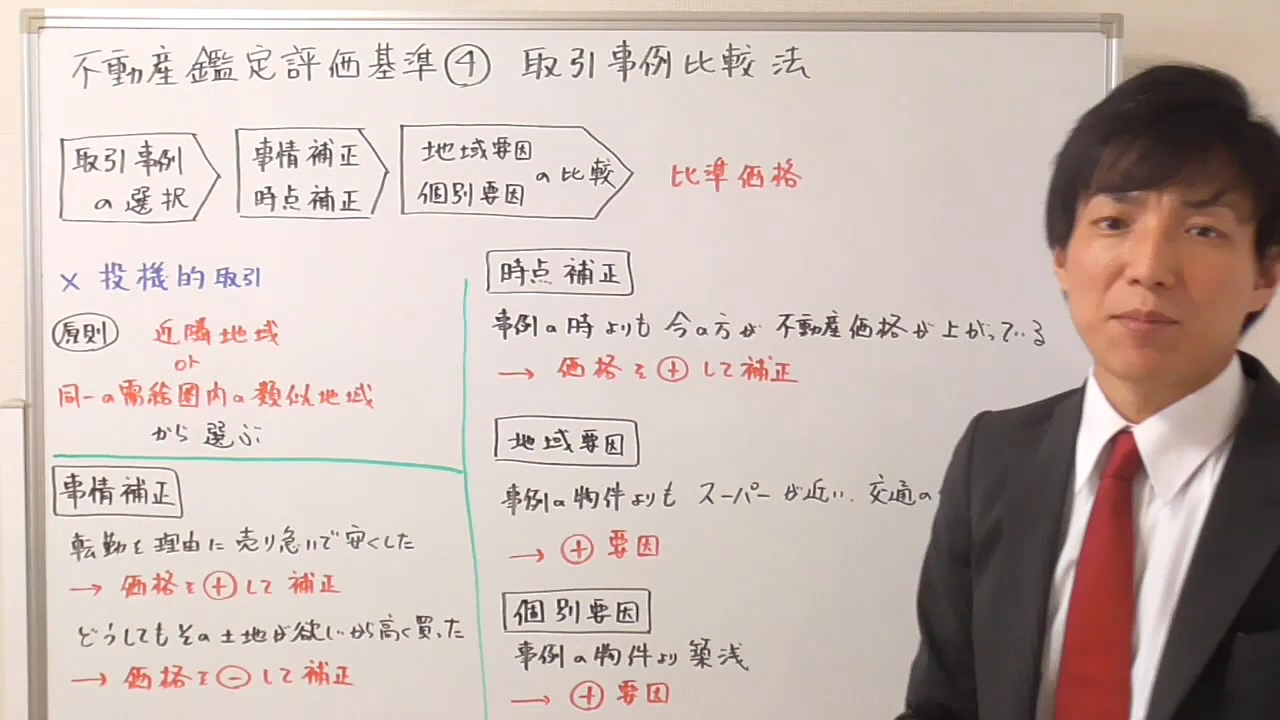 不動産鑑定評価基準④ 取引事例比較法
取引事例
の選択
事情補正
時点補正
地域要因
個別要因
の比較
比準価格
× 投機的取引
原則 近隣地域
or
同一の需給圏内の類似地域
から選ぶ
事情補正
転勤を理由に売り急いで安くした
→ 価格を⊕して補正
どうしてもその土地が欲しいから高く買った
→ 価格を⊖して補正
時点補正
事例の時よりも今の方が不動産価格が上がっている
→ 価格を⊕して補正
地域要因
事例の物件よりもスーパーが近い、交通の
→ ⊕要因
個別要因
事例の物件より築浅
→ ⊕要因